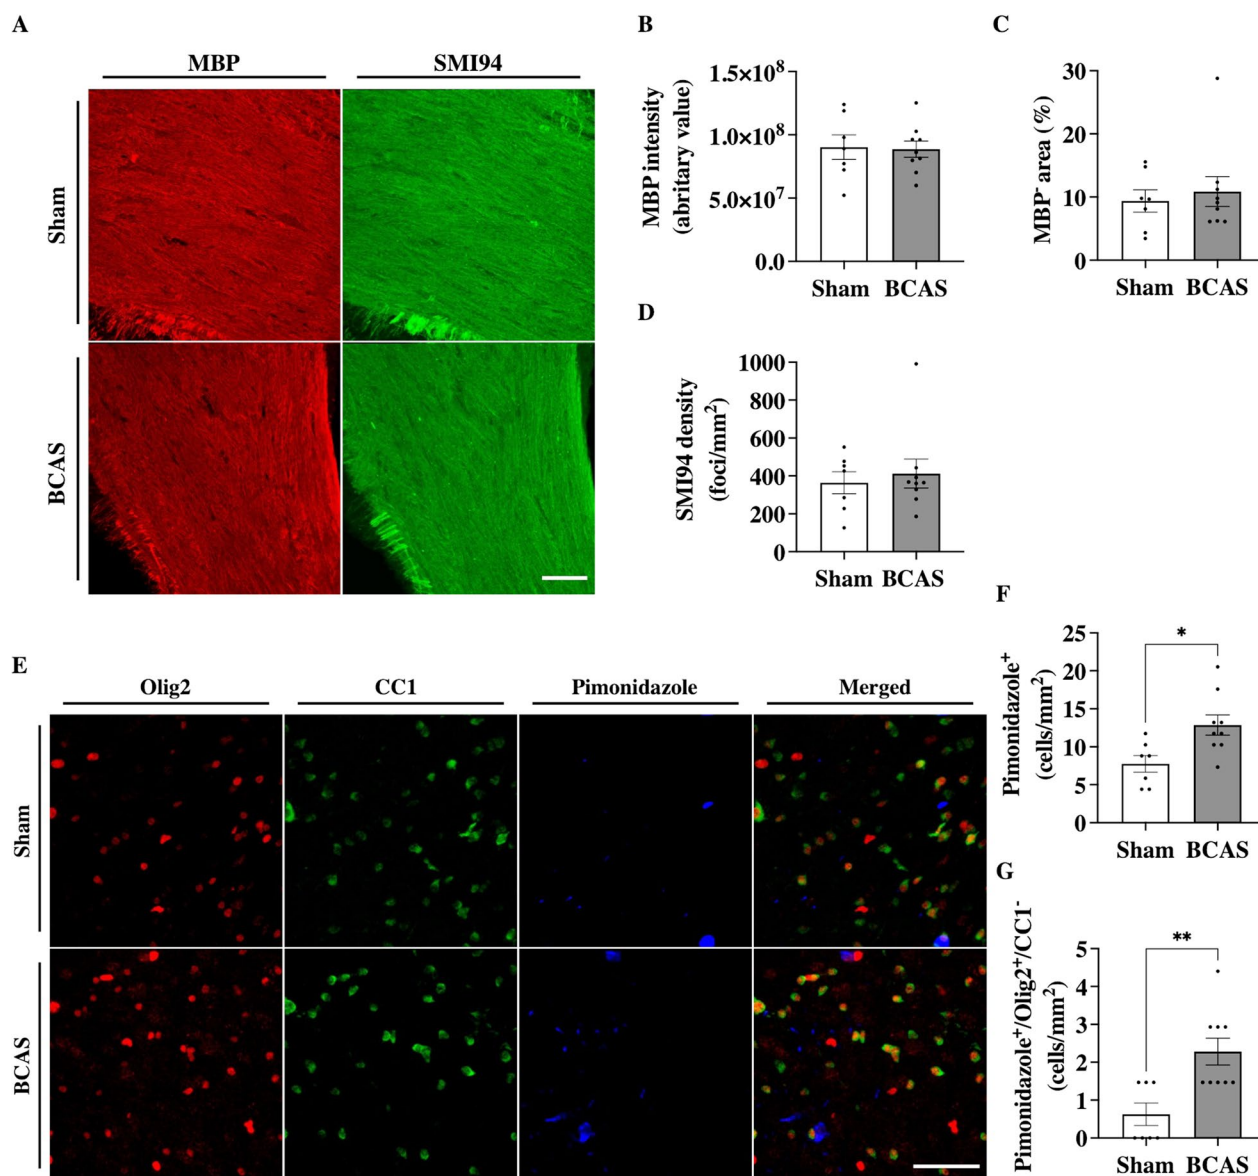 A
MBP
SMI94
Sham
BCAS
B
MBP intensity
(abritary value)
1.5×10⁸
1.0×10⁸
5.0×10⁷
0.0
Sham BCAS
C
MBP⁻ area (%)
30
20
10
0
Sham BCAS
D
SMI94 density
(foci/mm²)
1000
800
600
400
200
0
Sham BCAS
E
Olig2
CC1
Pimonidazole
Merged
Sham
BCAS
F
Pimonidazole⁺
(cells/mm²)
25
20
15
10
5
0
*
Sham BCAS
G
Pimonidazole⁺/Olig2⁺/CC1⁻
(cells/mm²)
5
4
3
2
1
0
**
Sham BCAS